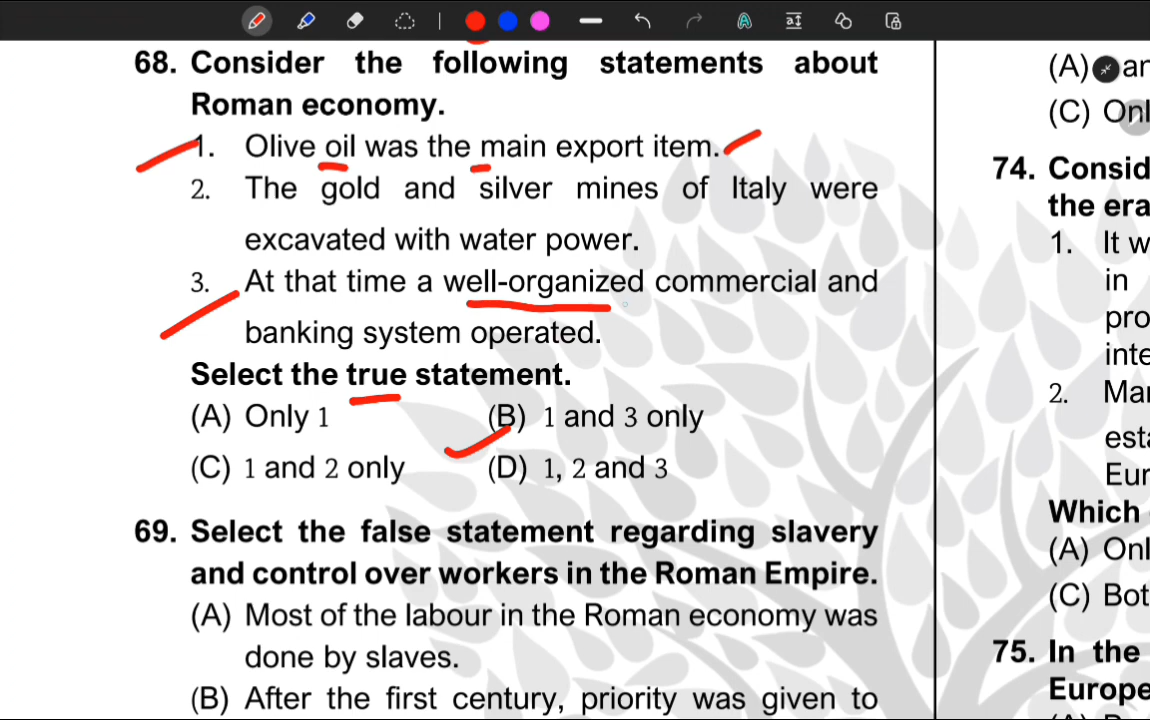 68. Consider the following statements about
Roman economy.
1. Olive oil was the main export item.
2. The gold and silver mines of Italy were
excavated with water power.
3. At that time a well-organized commercial and
banking system operated.
Select the true statement.
(A) Only 1 (B) 1 and 3 only
(C) 1 and 2 only (D) 1, 2 and 3
69. Select the false statement regarding slavery
and control over workers in the Roman Empire.
(A) Most of the labour in the Roman economy was
done by slaves.
(B) After the first century, priority was given to
(A) an
(C) Onl
74. Consid
the era
1. It w
in
pro
inte
2. Mar
esta
Eur
Which
(A) Onl
(C) Bot
75. In the
Europe